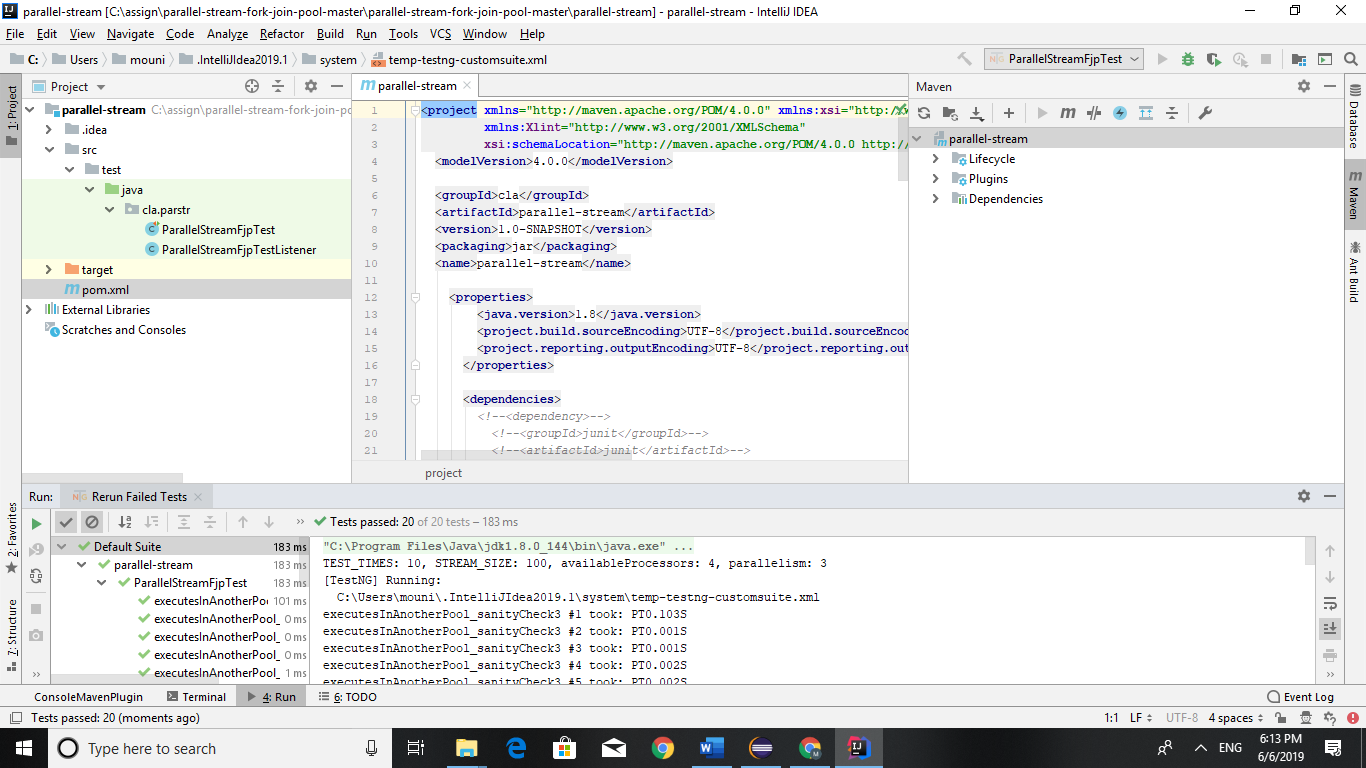 parallel-stream [C:\assign\parallel-stream-fork-join-pool-master\parallel-stream-fork-join-pool-master\parallel-stream] - parallel-stream - IntelliJ IDEA
File Edit View Navigate Code Analyze Refactor Build Run Tools VCS Window Help
C: Users mouni .IntelliJIdea2019.1 system temp-testng-customsuite.xml
ParallelStreamFjpTest
1: Project
Project
parallel-stream C:\assign\parallel-stream-fork-join-po
.idea
src
test
java
cla.parstr
ParallelStreamFjpTest
ParallelStreamFjpTestListener
target
pom.xml
External Libraries
Scratches and Consoles
parallel-stream
1 <project xmlns="http://maven.apache.org/POM/4.0.0" xmlns:xsi="http:/
2 xmlns:Xlint="http://www.w3.org/2001/XMLSchema"
3 xsi:schemaLocation="http://maven.apache.org/POM/4.0.0 http://
4 <modelVersion>4.0.0</modelVersion>
5
6 <groupId>cla</groupId>
7 <artifactId>parallel-stream</artifactId>
8 <version>1.0-SNAPSHOT</version>
9 <packaging>jar</packaging>
10 <name>parallel-stream</name>
11
12 <properties>
13 <java.version>1.8</java.version>
14 <project.build.sourceEncoding>UTF-8</project.build.sourceEncod
15 <project.reporting.outputEncoding>UTF-8</project.reporting.out
16 </properties>
17
18 <dependencies>
19 <!--<dependency>-->
20 <!--<groupId>junit</groupId>-->
21 <!--<artifactId>junit</artifactId>-->
project
Maven
parallel-stream
Lifecycle
Plugins
Dependencies
Database
Maven
Ant Build
Run: Rerun Failed Tests
Tests passed: 20 of 20 tests – 183 ms
2: Favorites
7: Structure
Default Suite 183 ms
parallel-stream 183 ms
ParallelStreamFjpTest 183 ms
executesInAnotherPoo 101 ms
executesInAnotherPool_ 0 ms
executesInAnotherPool_ 0 ms
executesInAnotherPool_ 0 ms
executesInAnotherPool_ 1 ms
"C:\Program Files\Java\jdk1.8.0_144\bin\java.exe" ...
TEST_TIMES: 10, STREAM_SIZE: 100, availableProcessors: 4, parallelism: 3
[TestNG] Running:
C:\Users\mouni\.IntelliJIdea2019.1\system\temp-testng-customsuite.xml
executesInAnotherPool_sanityCheck3 #1 took: PT0.103S
executesInAnotherPool_sanityCheck3 #2 took: PT0.001S
executesInAnotherPool_sanityCheck3 #3 took: PT0.001S
executesInAnotherPool_sanityCheck3 #4 took: PT0.002S
executesInAnotherPool_sanityCheck3 #5 took: PT0.002S
ConsoleMavenPlugin Terminal 4: Run 6: TODO Event Log
Tests passed: 20 (moments ago) 1:1 LF UTF-8 4 spaces
Type here to search
ENG
6:13 PM
6/6/2019